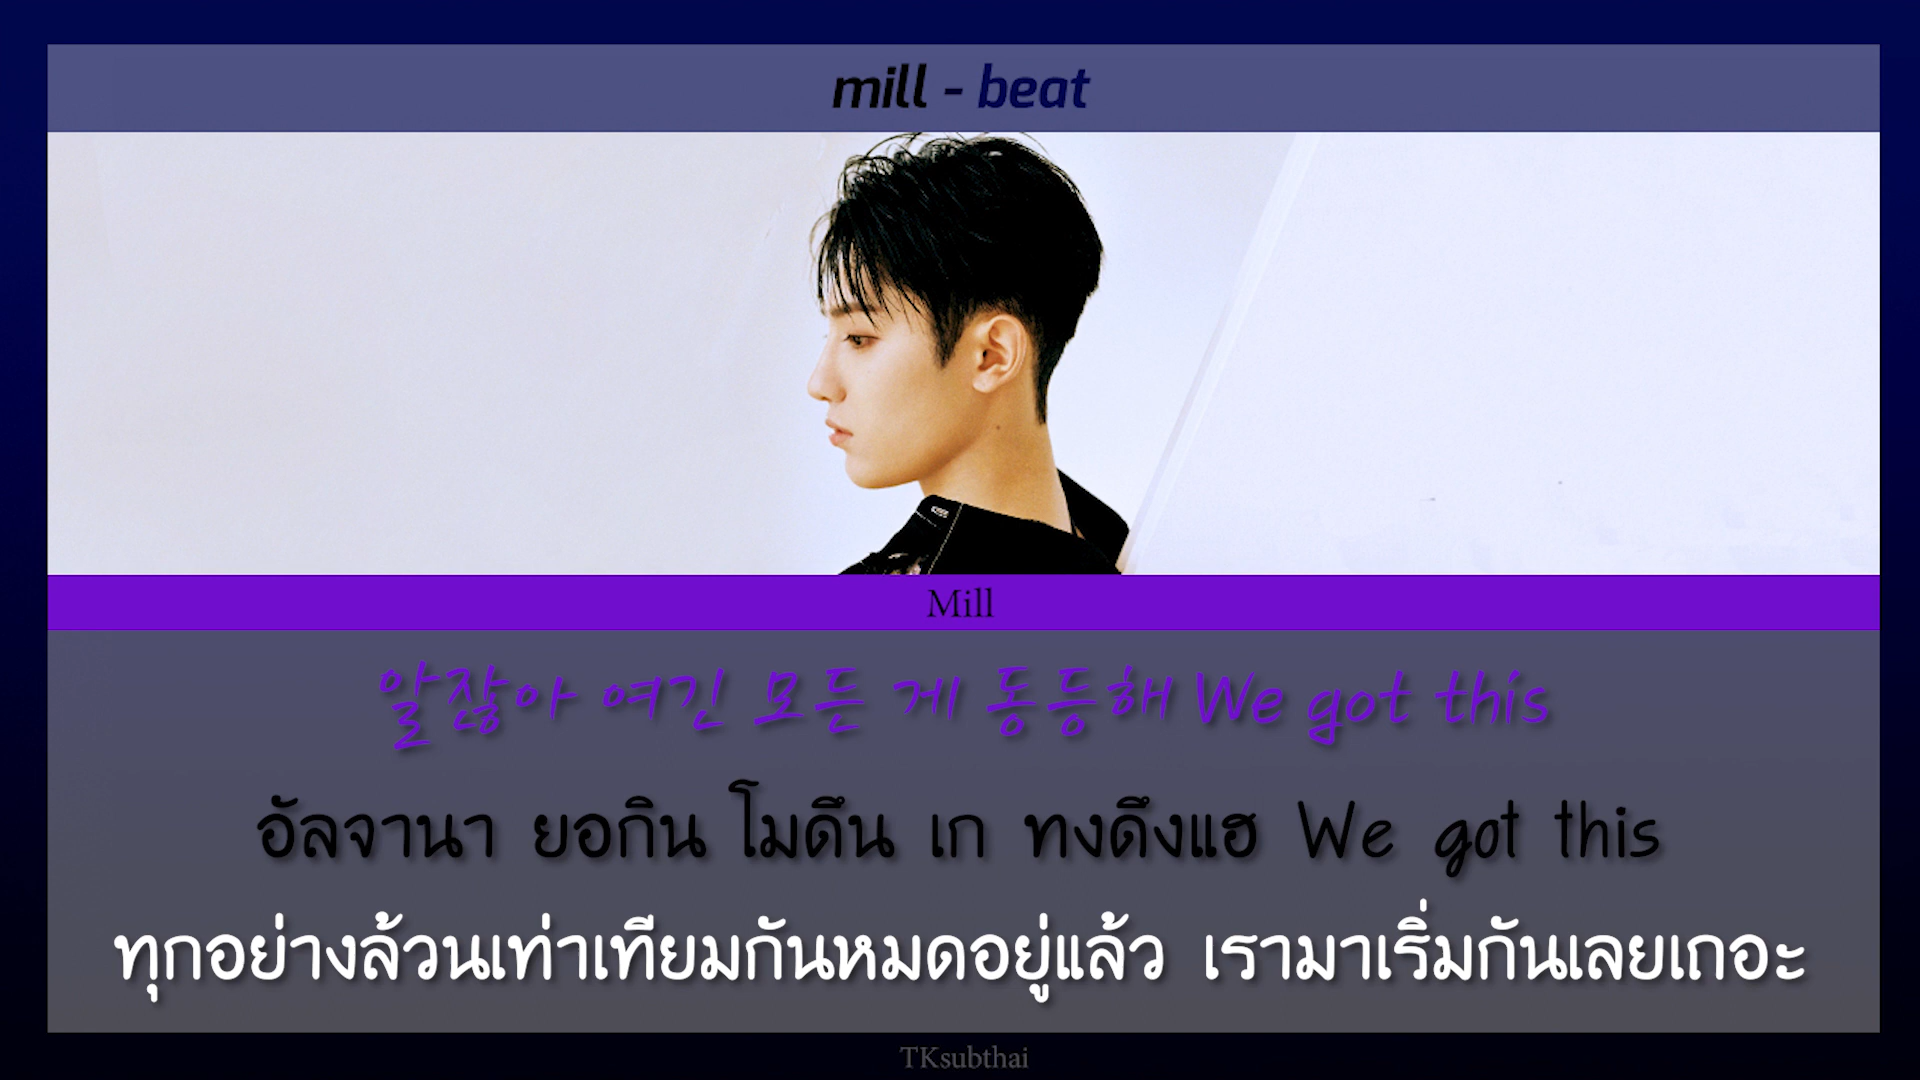 mill - beat
Mill
알잖아 여긴 모든 게 동등해 We got this
อัลจานา ยอกิน โมดึน เก ทงดึงแฮ We got this
ทุกอย่างล้วนเท่าเทียมกันหมดอยู่แล้ว เรามาเริ่มกันเลยเถอะ
TKsubthai